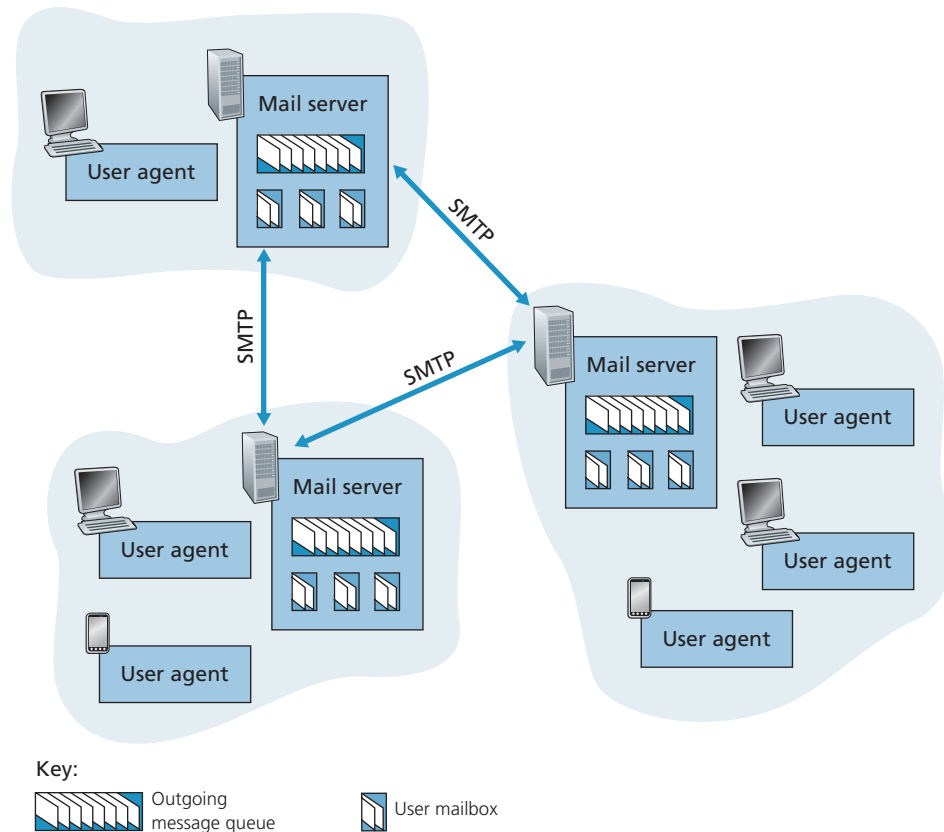 Mail server
User agent
SMTP
SMTP
SMTP
Mail server
User agent
User agent
User agent
Mail server
User agent
User agent
Key:
Outgoing
message queue
User mailbox